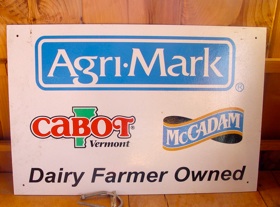 Agri·Mark®
CABOT®
Vermont
McCADAM®
Dairy Farmer Owned